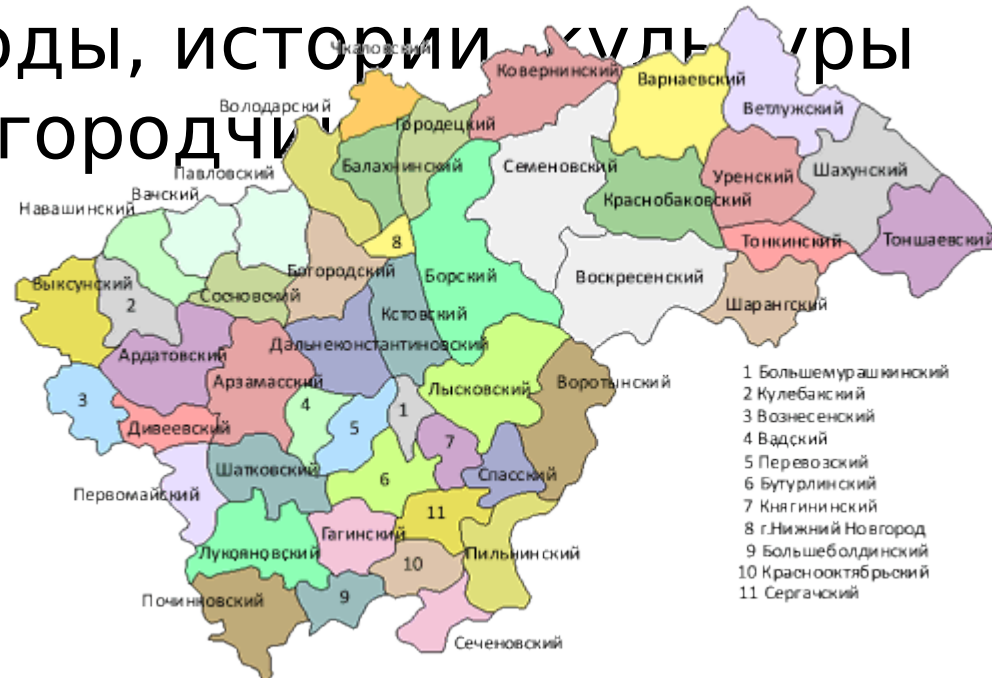 оды, истории, культуры
городчи
Чкаловский
Ковернинский
Варнаевский
Ветлужский
Володарский
Городецкий
Балахнинский
Семеновский
Шахунский
Павловский
Уренский
Ванский
Краснобаковский
Навашинский
Тонкинский
Тоншаевский
8
Богородский
Борский
Воскресенский
Выксунский
2
Сосновский
Шарангский
Кстовский
Дальнеконстантиновский
Ардатовский
Арзамасский
Лысковский
Воротынский
3
4
1
5
Дивеевский
7
Шатковский
6
Спасский
Первомайский
11
Гагинский
Лукояновский
Пильнинский
10
Починковский
9
Сеченовский
1 Большемурашкинский
2 Кулебакский
3 Вознесенский
4 Вадский
5 Перевозский
6 Бутурлинский
7 Княгининский
8 г.Нижний Новгород
9 Большеболдинский
10 Краснооктябрьский
11 Сергачский